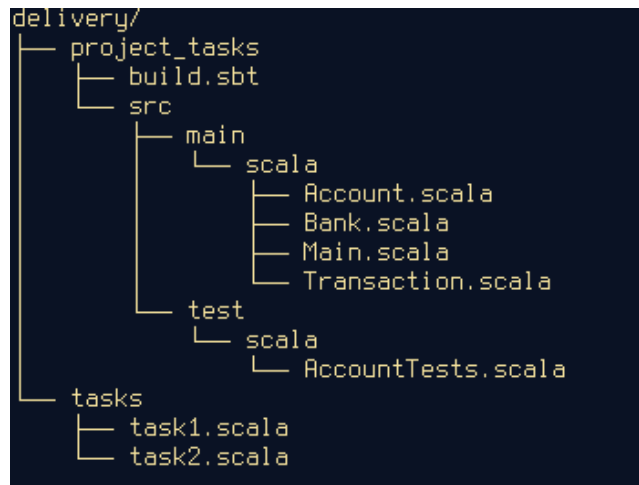 delivery/
├── project_tasks
│   ├── build.sbt
│   └── src
│       ├── main
│       │   └── scala
│       │       ├── Account.scala
│       │       ├── Bank.scala
│       │       ├── Main.scala
│       │       └── Transaction.scala
│       └── test
│           └── scala
│               └── AccountTests.scala
└── tasks
    ├── task1.scala
    └── task2.scala